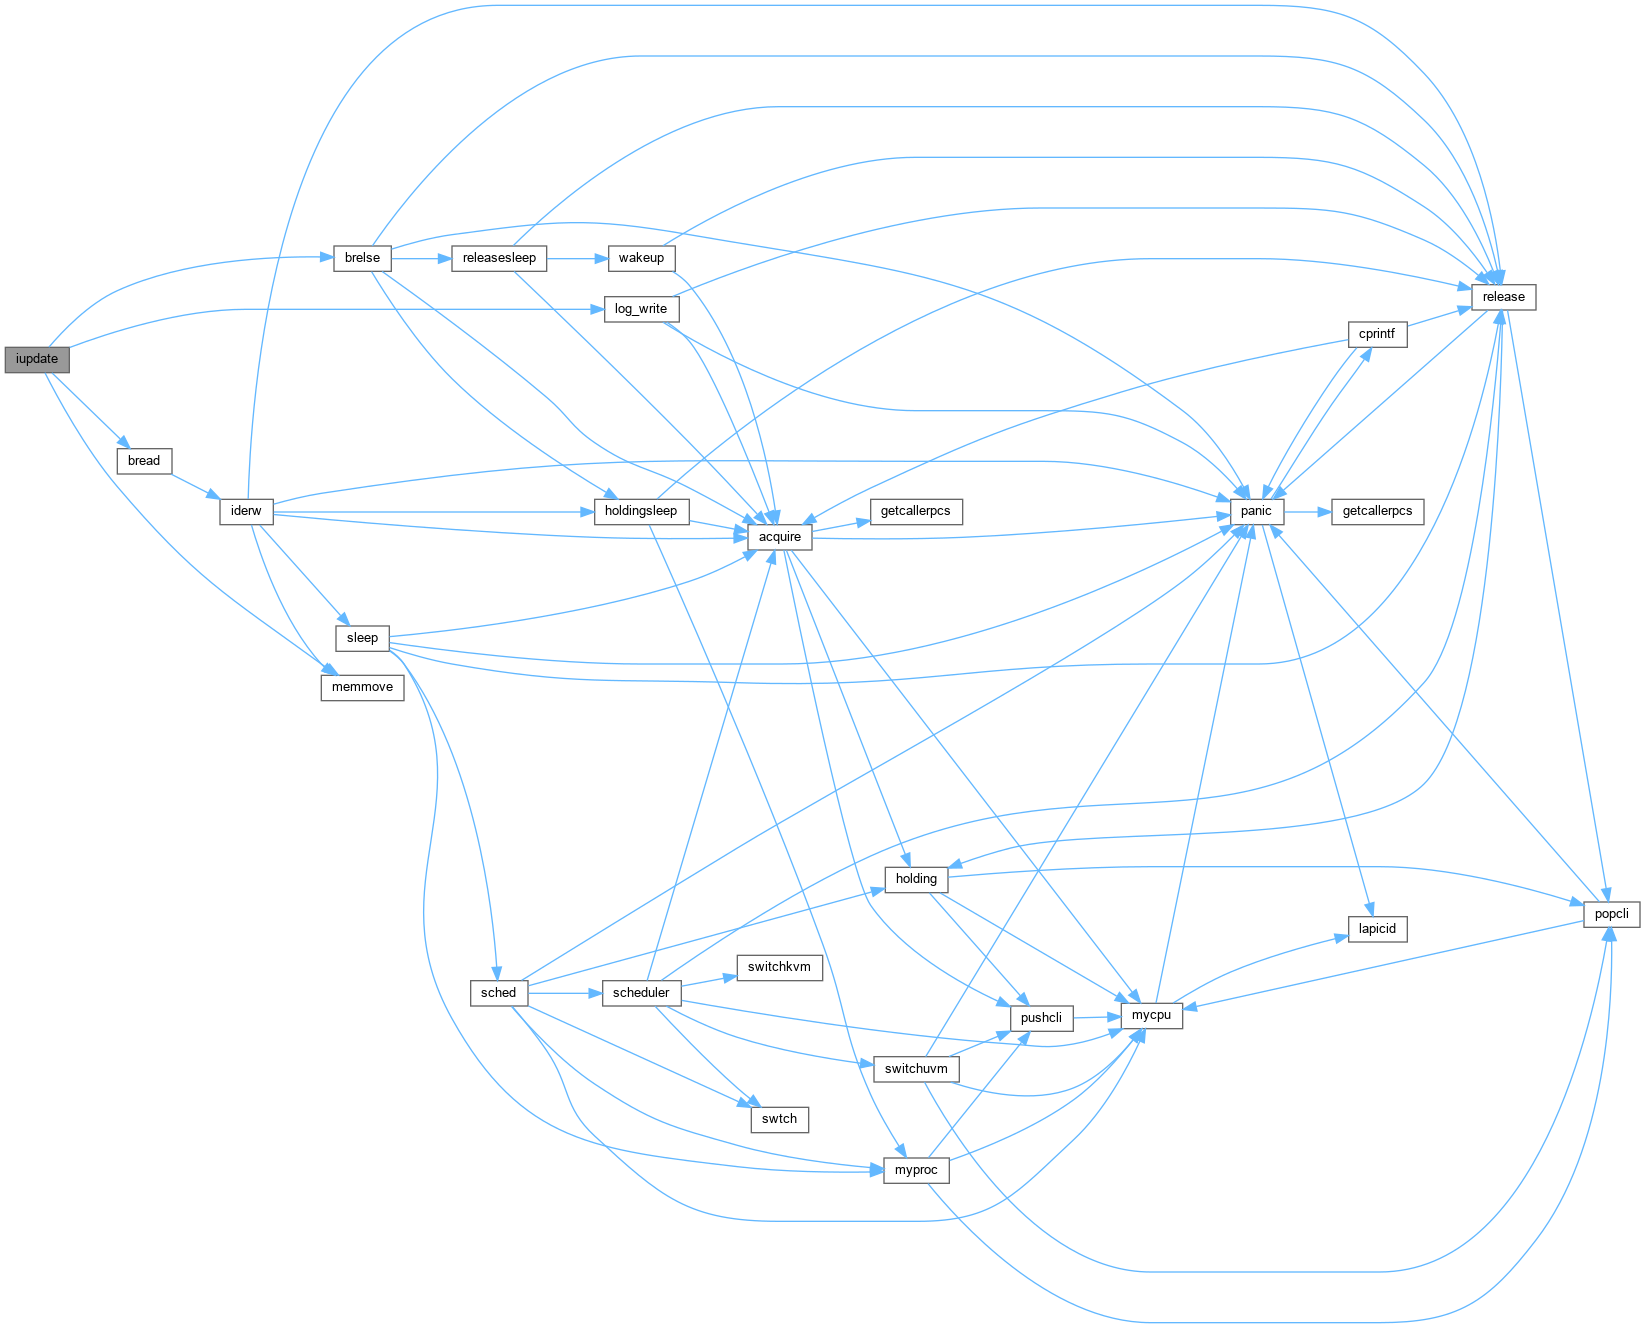 iupdate
brelse
releasesleep
wakeup
release
log_write
cprintf
bread
iderw
holdingsleep
acquire
getcallerpcs
panic
getcallerpcs
sleep
memmove
holding
popcli
lapicid
switchkvm
sched
scheduler
pushcli
mycpu
switchuvm
swtch
myproc